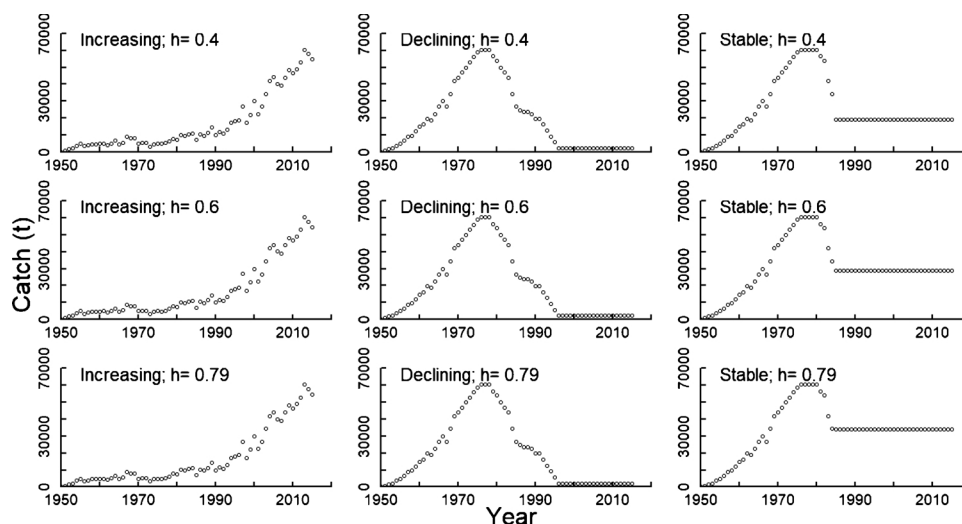 Increasing; h= 0.4
Declining; h= 0.4
Stable; h= 0.4
70000
30000
0
1950 1970 1990 2010
70000
30000
0
1950 1970 1990 2010
70000
30000
0
1950 1970 1990 2010
Increasing; h= 0.6
Declining; h= 0.6
Stable; h= 0.6
Catch (t)
70000
30000
0
1950 1970 1990 2010
70000
30000
0
1950 1970 1990 2010
70000
30000
0
1950 1970 1990 2010
Increasing; h= 0.79
Declining; h= 0.79
Stable; h= 0.79
70000
30000
0
1950 1970 1990 2010
70000
30000
0
1950 1970 1990 2010
70000
30000
0
1950 1970 1990 2010
Year